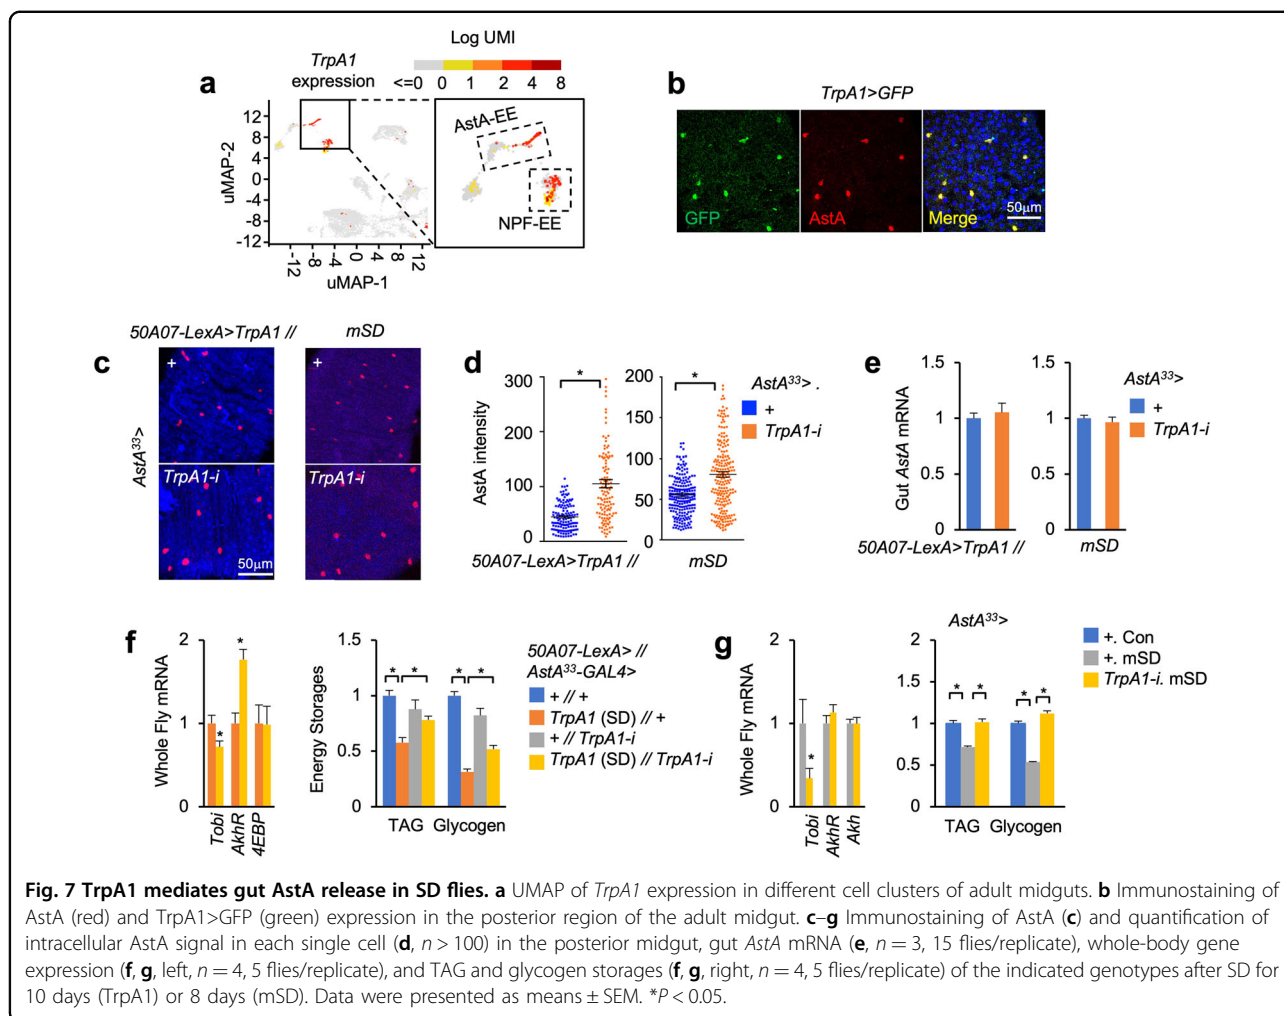 a
TrpA1
expression
Log UMI
<=0 0 1 2 4 8
12
8
4
0
-4
-8
-12
uMAP-2
-12
-8
-4
0
4
8
12
uMAP-1
AstA-EE
NPF-EE
b
TrpA1>GFP
GFP
AstA
Merge
50μm
c
50A07-LexA>TrpA1 //
mSD
AstA33>
+
+
TrpA1-i
TrpA1-i
50μm
d
AstA intensity
300
200
100
0
*
50A07-LexA>TrpA1 //
200
150
100
50
0
*
mSD
AstA33> .
+
TrpA1-i
e
Gut AstA mRNA
1.5
1
0.5
0
50A07-LexA>TrpA1 //
1.5
1
0.5
0
mSD
AstA33>
+
TrpA1-i
f
Whole Fly mRNA
2
1
0
*
*
Tobi
AkhR
4EBP
Energy Storages
1.5
1
0.5
0
* *
* *
TAG
Glycogen
50A07-LexA> //
AstA33-GAL4>
+ // +
TrpA1 (SD) // +
+ // TrpA1-i
TrpA1 (SD) // TrpA1-i
g
Whole Fly mRNA
2
1
0
*
Tobi
AkhR
Akh
AstA33>
1.5
1
0.5
0
* *
* *
TAG
Glycogen
+. Con
+. mSD
TrpA1-i. mSD
Fig. 7 TrpA1 mediates gut AstA release in SD flies. a UMAP of TrpA1 expression in different cell clusters of adult midguts. b Immunostaining of
AstA (red) and TrpA1>GFP (green) expression in the posterior region of the adult midgut. c–g Immunostaining of AstA (c) and quantification of
intracellular AstA signal in each single cell (d, n > 100) in the posterior midgut, gut AstA mRNA (e, n = 3, 15 flies/replicate), whole-body gene
expression (f, g, left, n = 4, 5 flies/replicate), and TAG and glycogen storages (f, g, right, n = 4, 5 flies/replicate) of the indicated genotypes after SD for
10 days (TrpA1) or 8 days (mSD). Data were presented as means ± SEM. *P < 0.05.